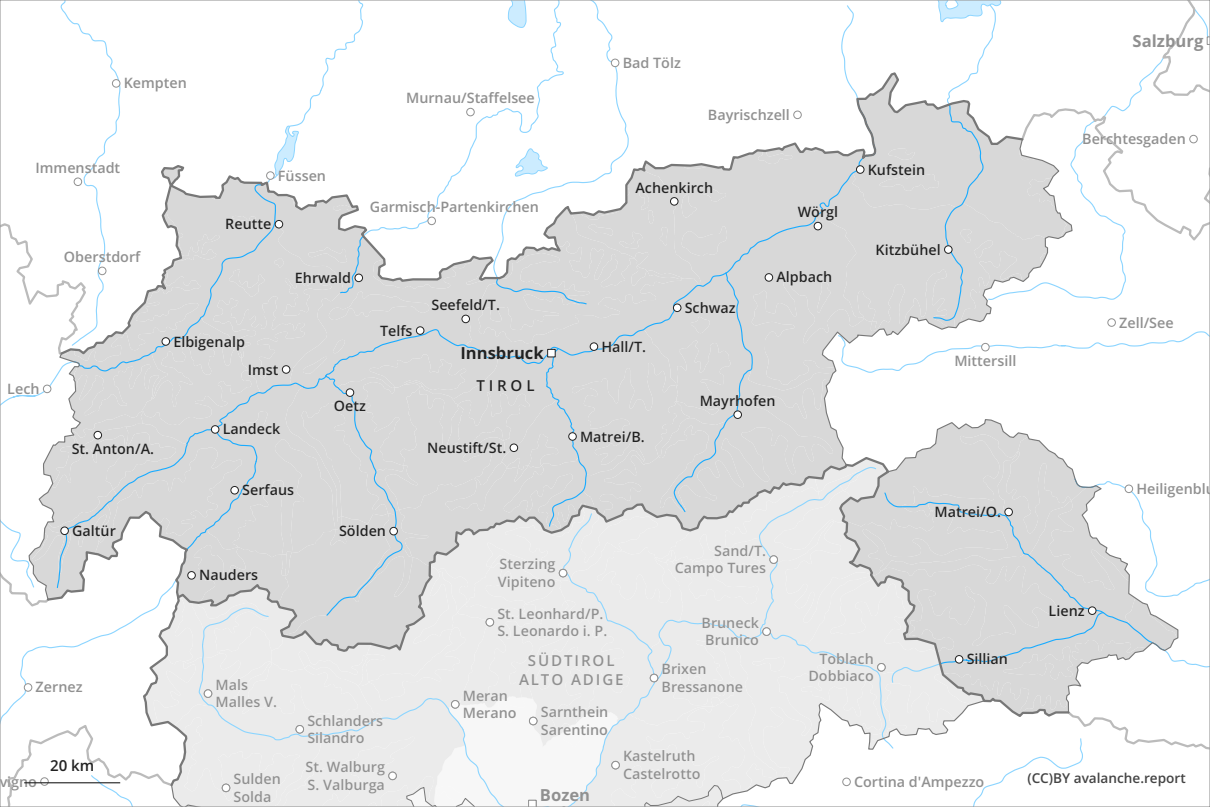 Salzburg
Bad Tölz
Kempten
Murnau/Staffelsee
Bayrischzell
Berchtesgaden
Immenstadt
Füssen
Kufstein
Achenkirch
Garmisch-Partenkirchen
Wörgl
Reutte
Kitzbühel
Oberstdorf
Ehrwald
Alpbach
Seefeld/T.
Schwaz
Zell/See
Telfs
Elbigenalp
Innsbruck
Hall/T.
Mittersill
Imst
TIROL
Lech
Oetz
Mayrhofen
Landeck
Matrei/B.
St. Anton/A.
Neustift/St.
Serfaus
Heiligenblu
Matrei/O.
Galtür
Sölden
Sand/T.
Campo Tures
Sterzing
Vipiteno
Nauders
Lienz
St. Leonhard/P.
S. Leonardo i. P.
Bruneck
Brunico
SÜDTIROL
ALTO ADIGE
Sillian
Toblach
Dobbiaco
Brixen
Bressanone
Zernez
Mals
Malles V.
Meran
Merano
Sarnthein
Sarentino
Schlanders
Silandro
Kastelruth
Castelrotto
20 km
St. Walburg
S. Valburga
vigno
Sulden
Solda
Cortina d'Ampezzo
(CC)BY avalanche.report
Bozen